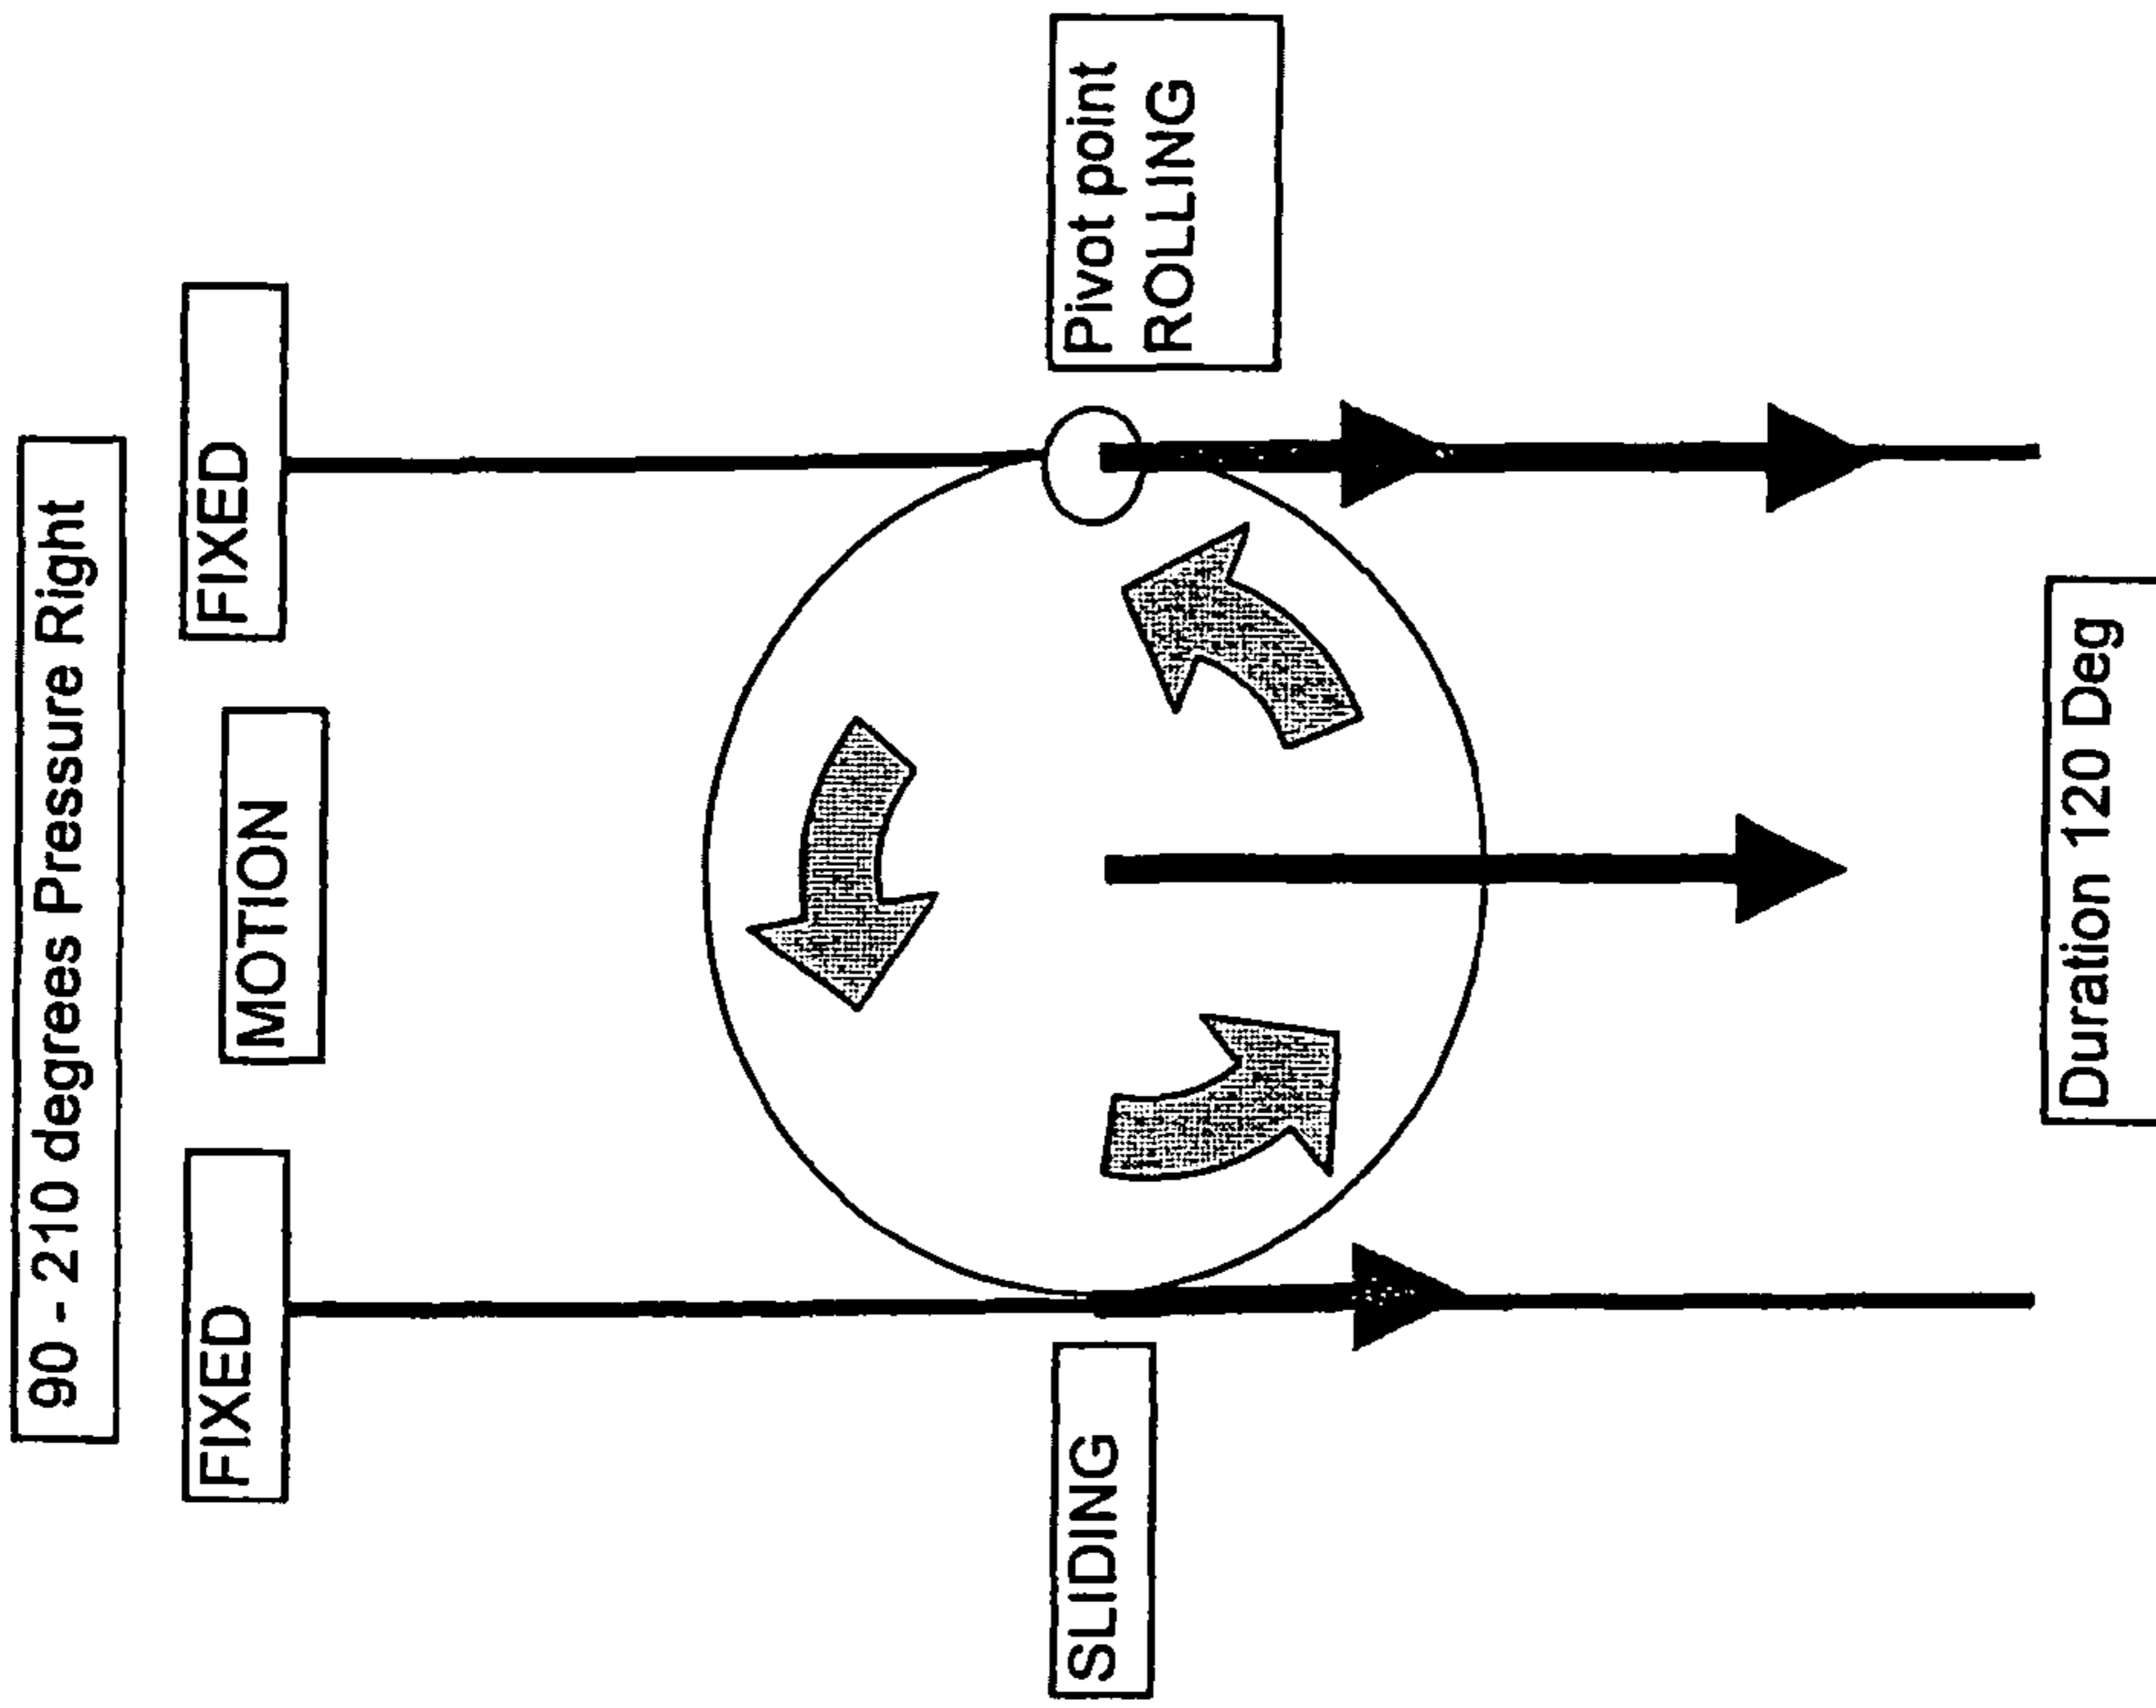 90 - 210 degrees Pressure Right
FIXED
MOTION
FIXED
SLIDING
Pivot point
ROLLING
Duration 120 Deg